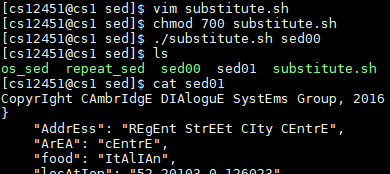 [cs12451@cs1 sed]$ vim substitute.sh
[cs12451@cs1 sed]$ chmod 700 substitute.sh
[cs12451@cs1 sed]$ ./substitute.sh sed00
[cs12451@cs1 sed]$ ls
os_sed repeat_sed sed00 sed01 substitute.sh
[cs12451@cs1 sed]$ cat sed01
CopyrIght CAmbrIdgE DIAloguE SystEms Group, 2016
}
"AddrEss": "REgEnt StrEEt CIty CEntrE",
"ArEA": "cEntrE",
"food": "ItAlIAn",
"locAtIon": "52.20103,0.126023",